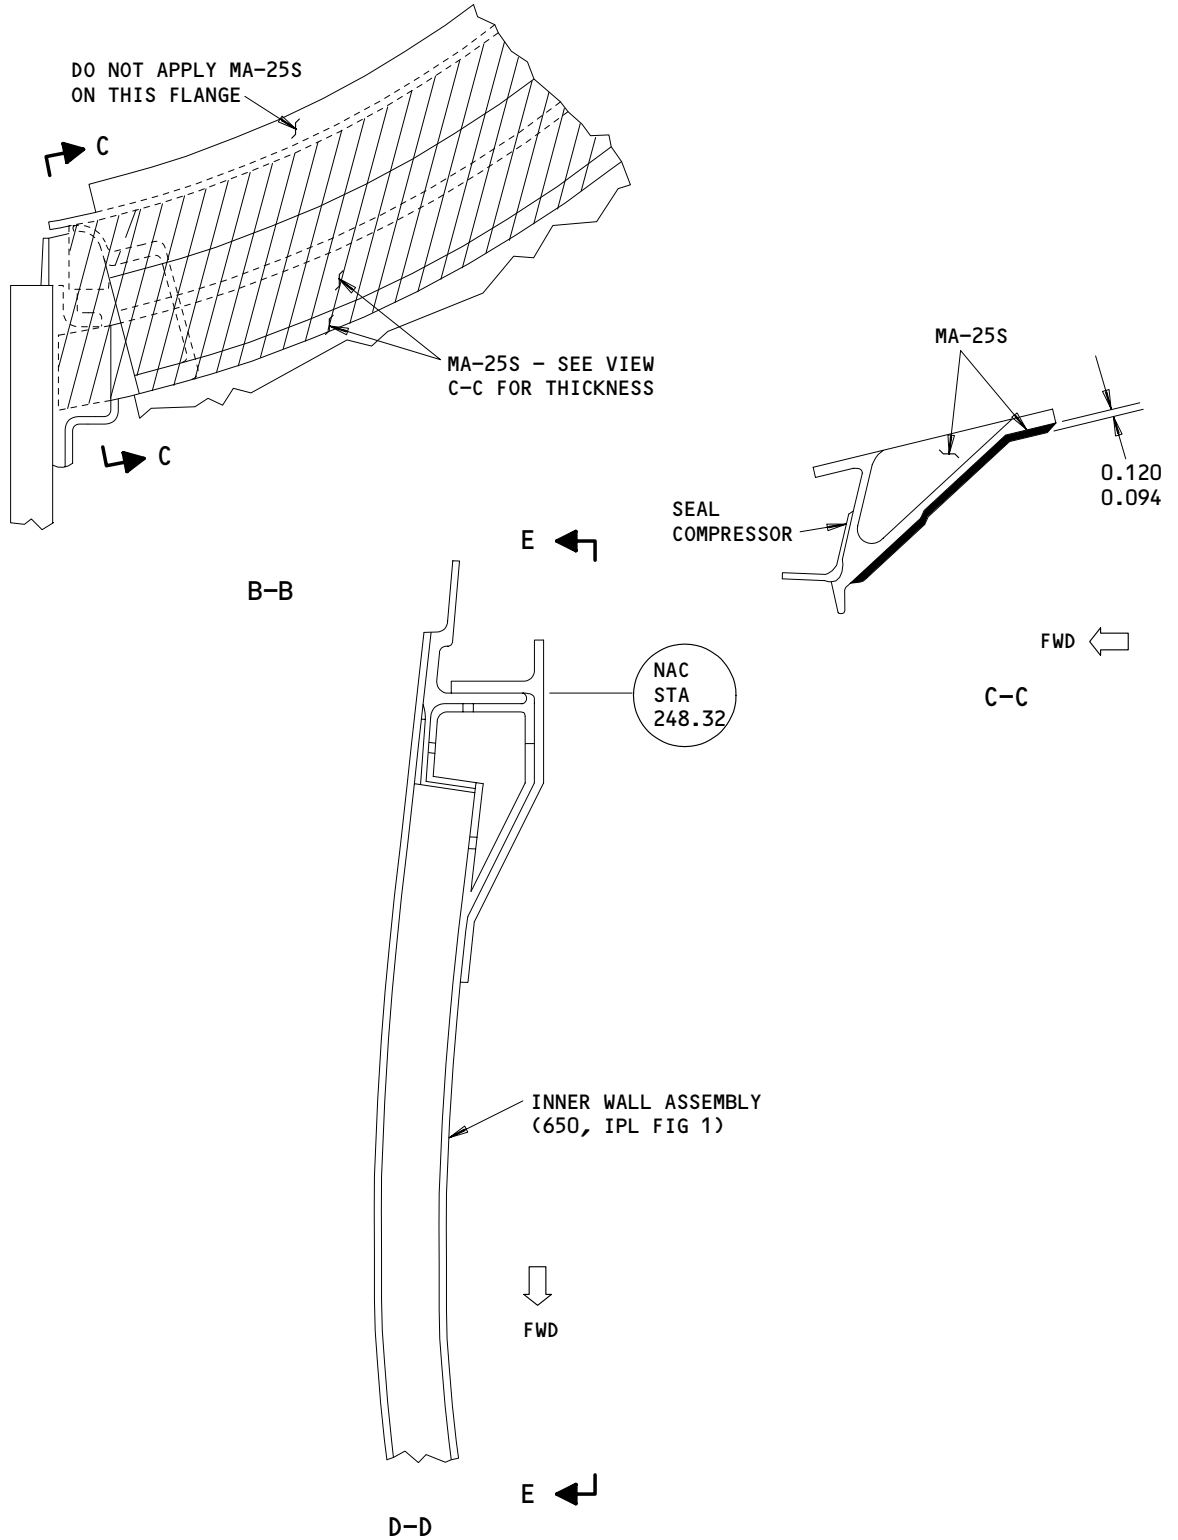 DO NOT APPLY MA-25S
ON THIS FLANGE
C
MA-25S - SEE VIEW
C-C FOR THICKNESS
C
B-B
MA-25S
0.120
0.094
SEAL
COMPRESSOR
FWD
C-C
E
NAC
STA
248.32
INNER WALL ASSEMBLY
(650, IPL FIG 1)
FWD
E
D-D